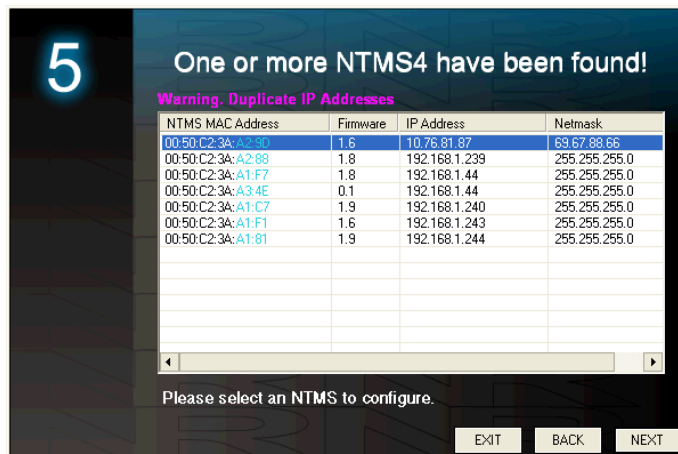 5
One or more NTMS4 have been found!
Warning. Duplicate IP Addresses
NTMS MAC Address Firmware IP Address Netmask
00:50:C2:3A:A2:9D 1.6 10.76.81.87 69.67.88.66
00:50:C2:3A:A2:88 1.8 192.168.1.239 255.255.255.0
00:50:C2:3A:A1:F7 1.8 192.168.1.44 255.255.255.0
00:50:C2:3A:A3:4E 0.1 192.168.1.44 255.255.255.0
00:50:C2:3A:A1:C7 1.9 192.168.1.240 255.255.255.0
00:50:C2:3A:A1:F1 1.6 192.168.1.243 255.255.255.0
00:50:C2:3A:A1:81 1.9 192.168.1.244 255.255.255.0
Please select an NTMS to configure.
EXIT BACK NEXT